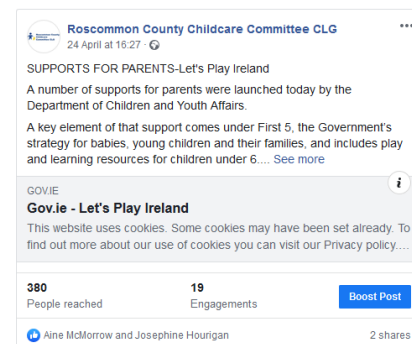 Roscommon County Childcare Committee CLG
24 April at 16:27 ·
SUPPORTS FOR PARENTS-Let's Play Ireland
A number of supports for parents were launched today by the
Department of Children and Youth Affairs.
A key element of that support comes under First 5, the Government's
strategy for babies, young children and their families, and includes play
and learning resources for children under 6.... See more
GOV.IE
Gov.ie - Let's Play Ireland
This website uses cookies. Some cookies may have been set already. To
find out more about our use of cookies you can visit our Privacy policy....
380
People reached
19
Engagements
Boost Post
Aine McMorrow and Josephine Hourigan
2 shares